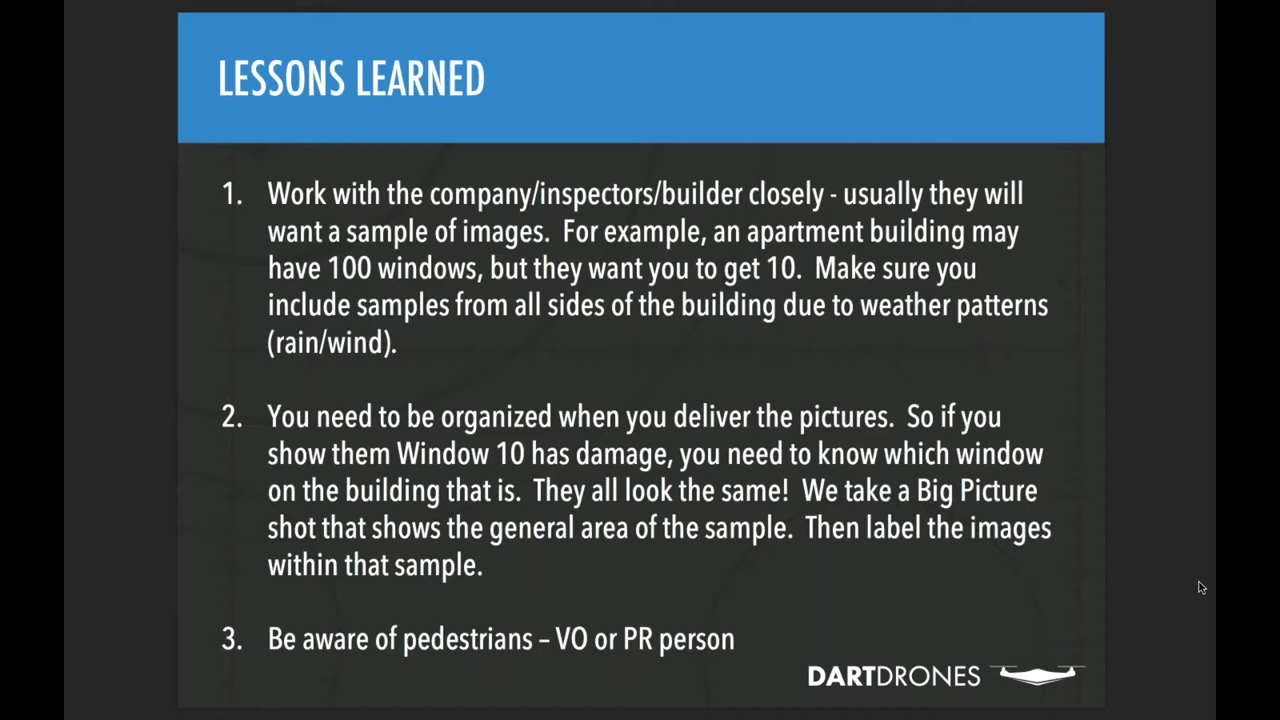 LESSONS LEARNED
1. Work with the company/inspectors/builder closely - usually they will
want a sample of images. For example, an apartment building may
have 100 windows, but they want you to get 10. Make sure you
include samples from all sides of the building due to weather patterns
(rain/wind).
2. You need to be organized when you deliver the pictures. So if you
show them Window 10 has damage, you need to know which window
on the building that is. They all look the same! We take a Big Picture
shot that shows the general area of the sample. Then label the images
within that sample.
3. Be aware of pedestrians – VO or PR person
DARTDRONES